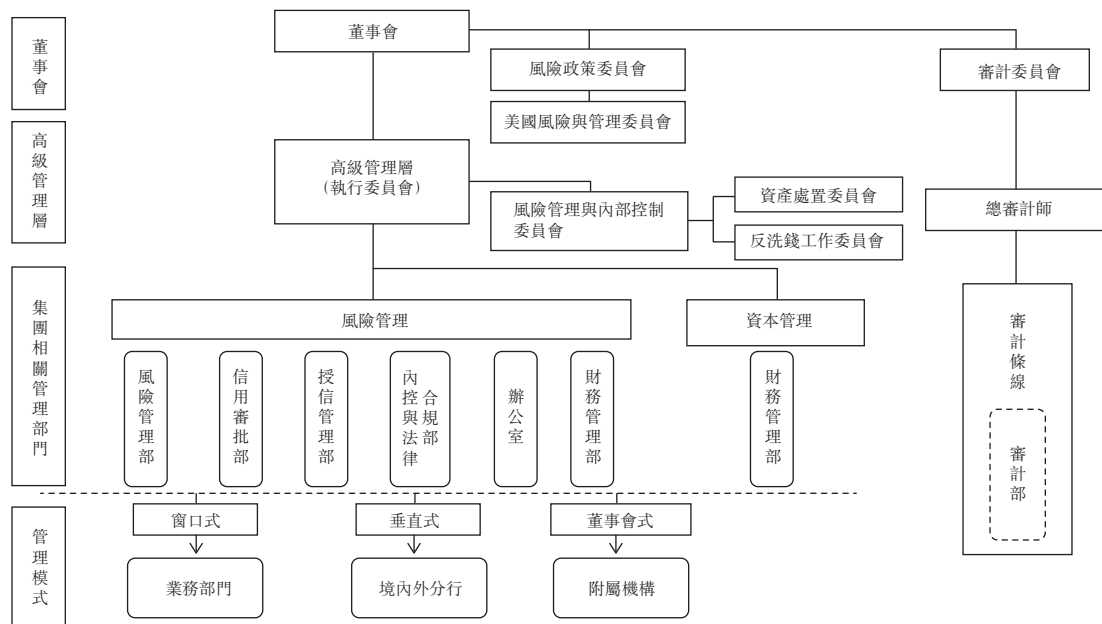 董事會
董事會
風險政策委員會
審計委員會
美國風險與管理委員會
高級管理層
高級管理層
(執行委員會)
風險管理與內部控制
委員會
資產處置委員會
反洗錢工作委員會
總審計師
集團相關管理部門
風險管理
資本管理
風險管理部
信用審批部
授信管理部
內控與法律
合規部
辦公室
財務管理部
財務管理部
審計條線
審計部
管理模式
窗口式
垂直式
董事會式
業務部門
境內外分行
附屬機構